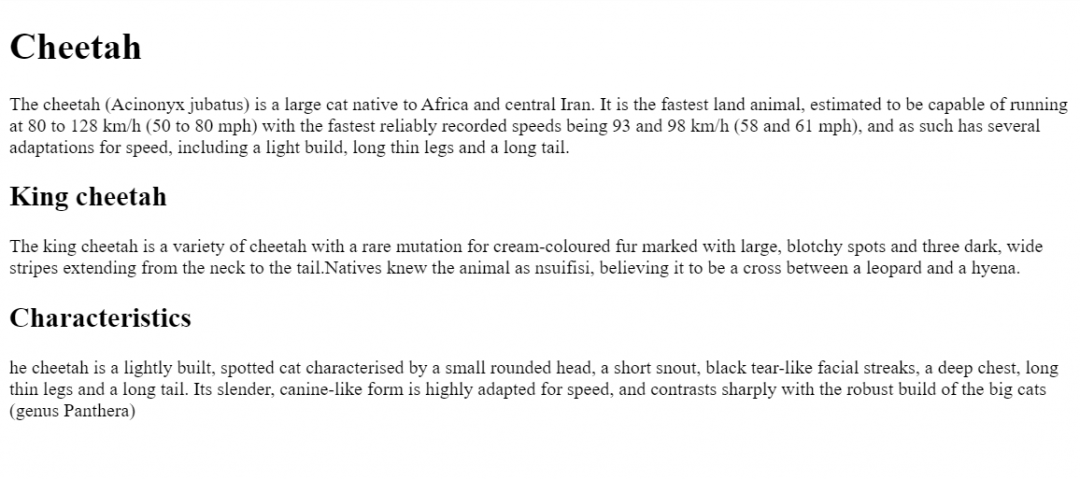 Cheetah
The cheetah (Acinonyx jubatus) is a large cat native to Africa and central Iran. It is the fastest land animal, estimated to be capable of running
at 80 to 128 km/h (50 to 80 mph) with the fastest reliably recorded speeds being 93 and 98 km/h (58 and 61 mph), and as such has several
adaptations for speed, including a light build, long thin legs and a long tail.
King cheetah
The king cheetah is a variety of cheetah with a rare mutation for cream-coloured fur marked with large, blotchy spots and three dark, wide
stripes extending from the neck to the tail.Natives knew the animal as nsuifisi, believing it to be a cross between a leopard and a hyena.
Characteristics
he cheetah is a lightly built, spotted cat characterised by a small rounded head, a short snout, black tear-like facial streaks, a deep chest, long
thin legs and a long tail. Its slender, canine-like form is highly adapted for speed, and contrasts sharply with the robust build of the big cats
(genus Panthera)